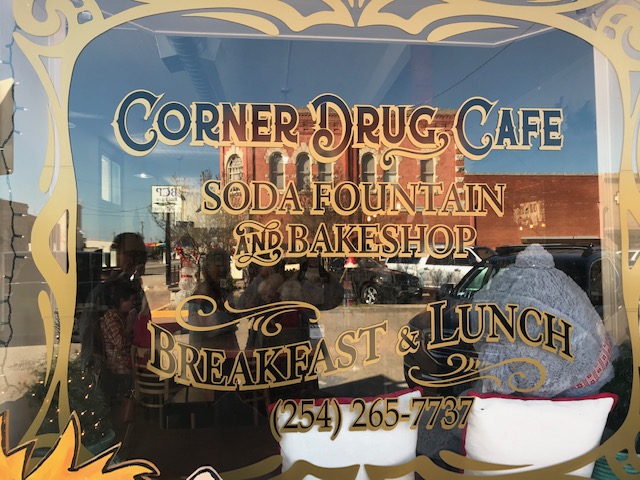 CORNER DRUG CAFE
SODA FOUNTAIN
AND BAKESHOP
BREAKFAST & LUNCH
(254) 265-7737